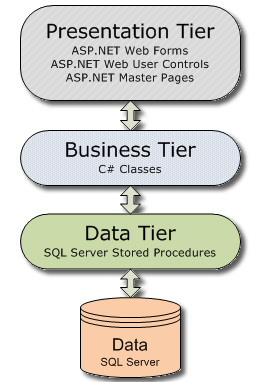 Presentation Tier
ASP.NET Web Forms
ASP.NET Web User Controls
ASP.NET Master Pages
Business Tier
C# Classes
Data Tier
SQL Server Stored Procedures
Data
SQL Server